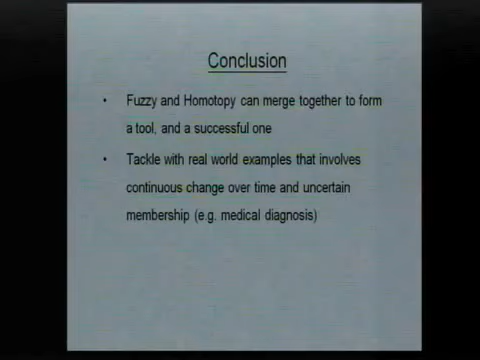 Conclusion
• Fuzzy and Homotopy can merge together to form
a tool, and a successful one
• Tackle with real world examples that involves
continuous change over time and uncertain
membership (e.g. medical diagnosis)